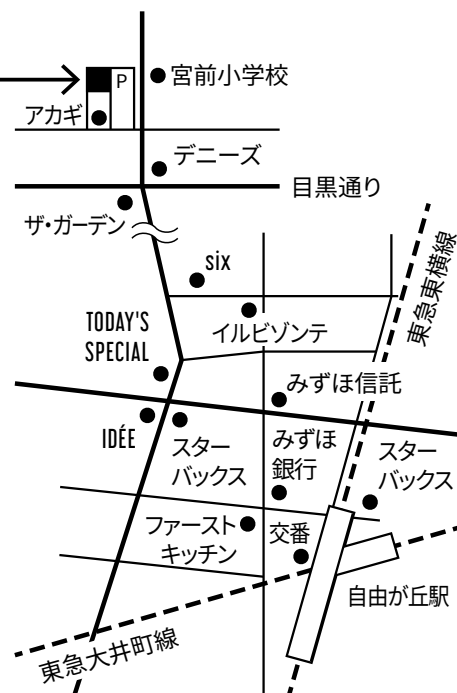 P
宮前小学校
アカギ
デニーズ
目黒通り
ザ・ガーデン
six
東急東横線
イルビゾンテ
TODAY'S
SPECIAL
みずほ信託
IDÉE
スター
バックス
みずほ
銀行
スター
バックス
ファースト
キッチン
交番
自由が丘駅
東急大井町線